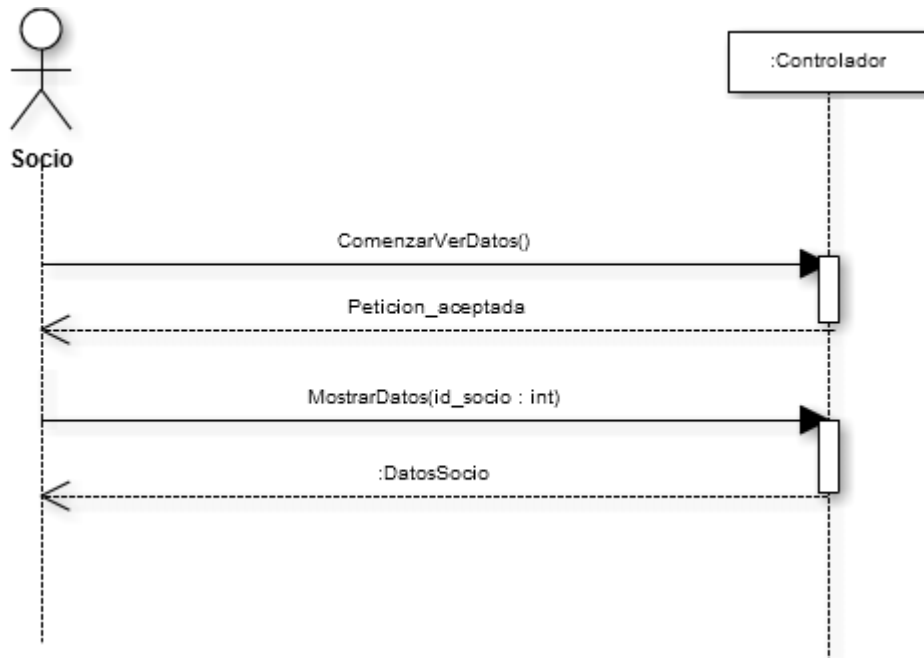 :Controlador
Socio
ComenzarVerDatos()
Peticion_aceptada
MostrarDatos(id_socio : int)
:DatosSocio